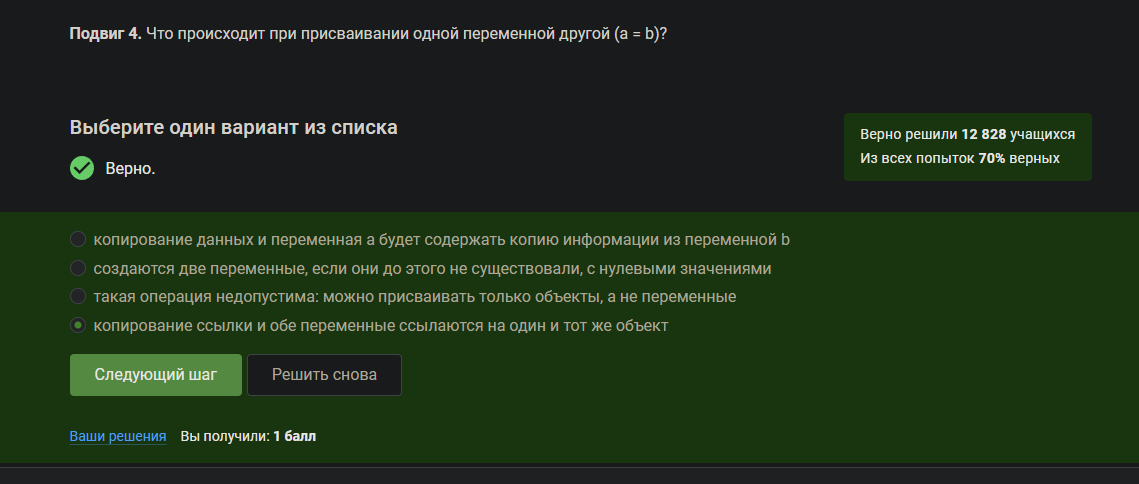 Подвиг 4. Что происходит при присваивании одной переменной другой (a = b)?
Выберите один вариант из списка
Верно.
Верно решили 12 828 учащихся
Из всех попыток 70% верных
копирование данных и переменная a будет содержать копию информации из переменной b
создаются две переменные, если они до этого не существовали, с нулевыми значениями
такая операция недопустима: можно присваивать только объекты, а не переменные
копирование ссылки и обе переменные ссылаются на один и тот же объект
Следующий шаг
Решить снова
Ваши решения Вы получили: 1 балл